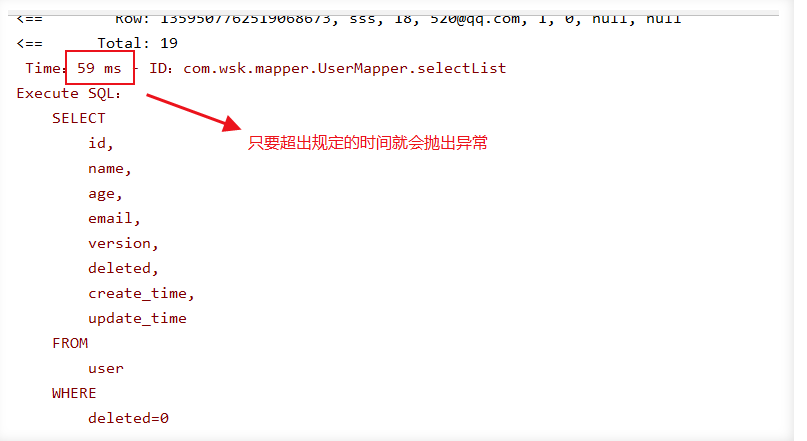 <==        Row: 1359507762519068673, sss, 18, 520@qq.com, 1, 0, null, null
<==      Total: 19
Time：59 ms - ID：com.wsk.mapper.UserMapper.selectList
Execute SQL：
SELECT
id,
name,
只要超出规定的时间就会抛出异常
age,
email,
version,
deleted,
create_time,
update_time
FROM
user
WHERE
deleted=0